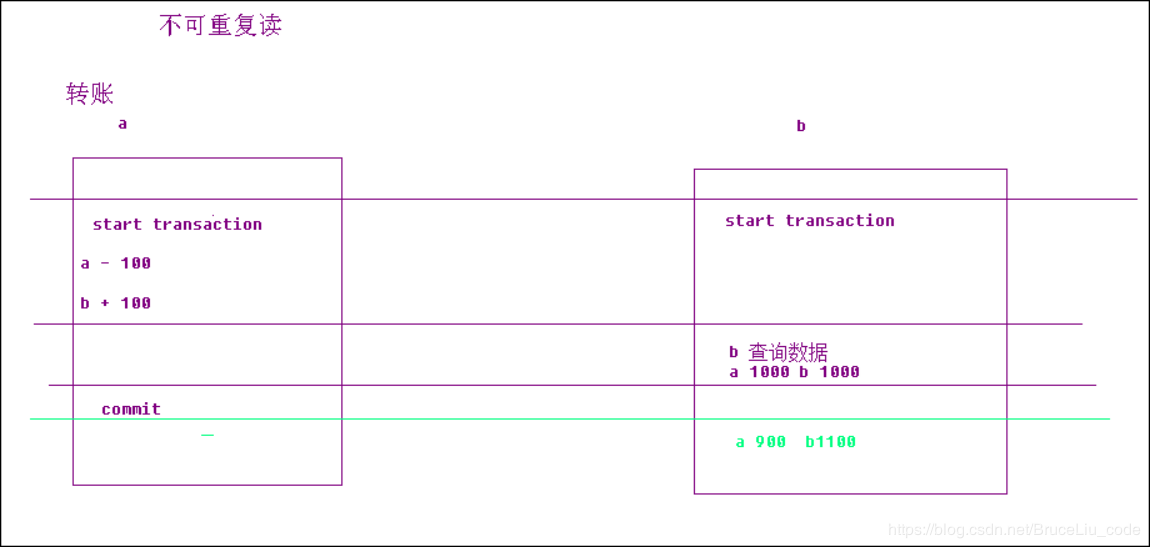 不可重复读
转账
a
b
start transaction
start transaction
a - 100
b + 100
b 查询数据
a 1000 b 1000
commit
a 900 b1100
https://blog.csdn.net/BruceLiu_code